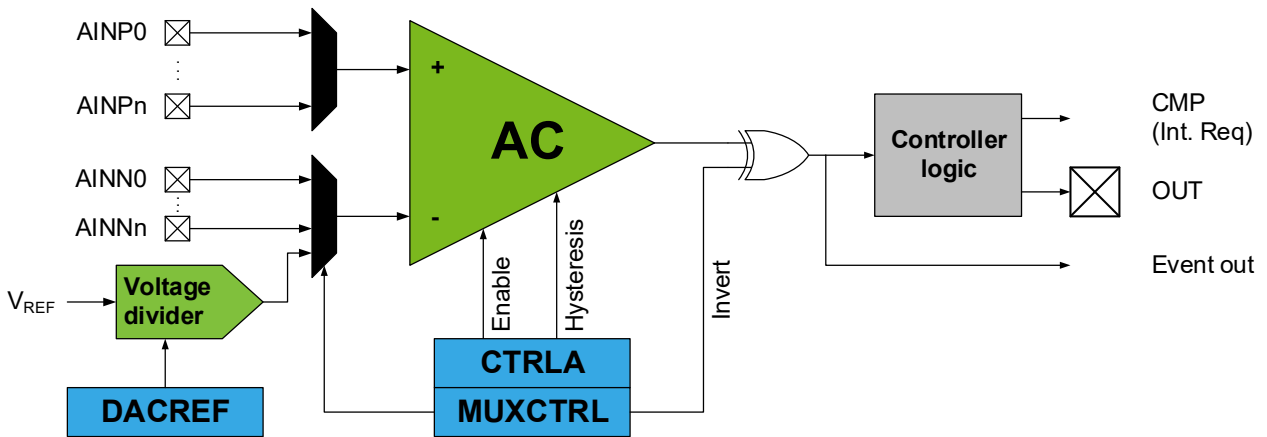 AINP0
AINPn
AINN0
AINNn
VREF
Voltage
divider
DACREF
+
AC
-
Enable
Hysteresis
CTRLA
MUXCTRL
Invert
Controller
logic
CMP
(Int. Req)
OUT
Event out